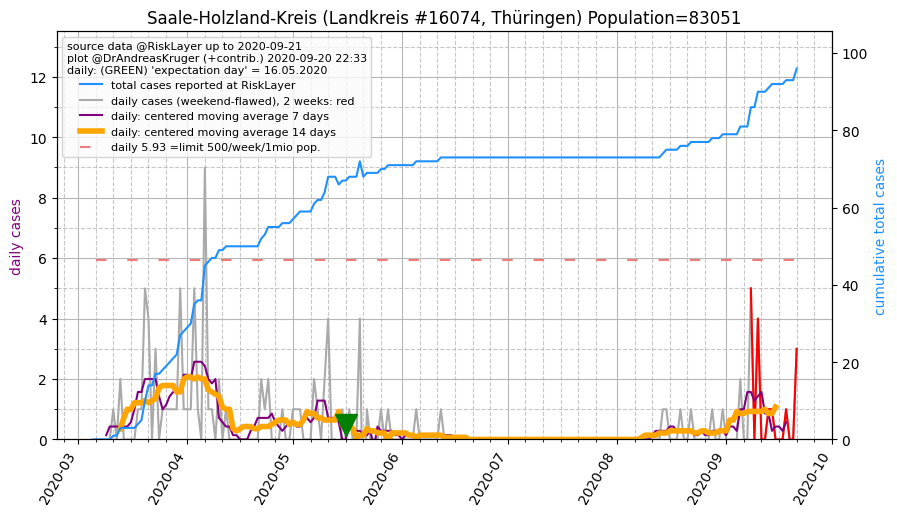 Saale-Holzland-Kreis (Landkreis #16074, Thüringen) Population=83051
source data @RiskLayer up to 2020-09-21
plot @DrAndreasKruger (+contrib.) 2020-09-20 22:33
daily: (GREEN) 'expectation day' = 16.05.2020
total cases reported at RiskLayer
daily cases (weekend-flawed), 2 weeks: red
daily: centered moving average 7 days
daily: centered moving average 14 days
daily 5.93 =limit 500/week/1mio pop.
daily cases
12
10
8
6
4
2
0
cumulative total cases
100
80
60
40
20
0
2020-03
2020-04
2020-05
2020-06
2020-07
2020-08
2020-09
2020-10